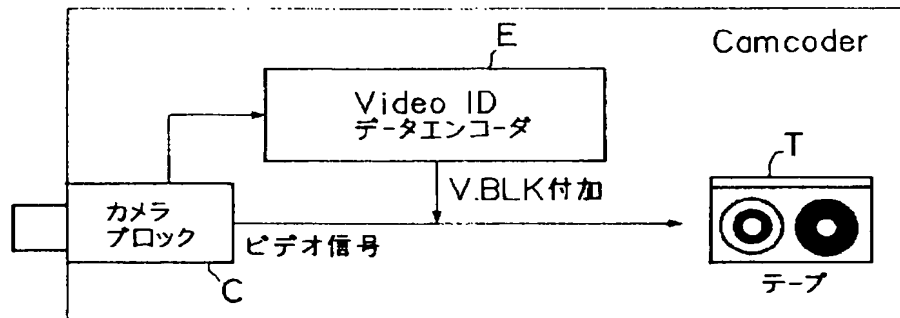 E
Camcoder
Video ID
データエンコーダ
T
V.BLK付加
カメラ
ブロック
ビデオ信号
C
テープ